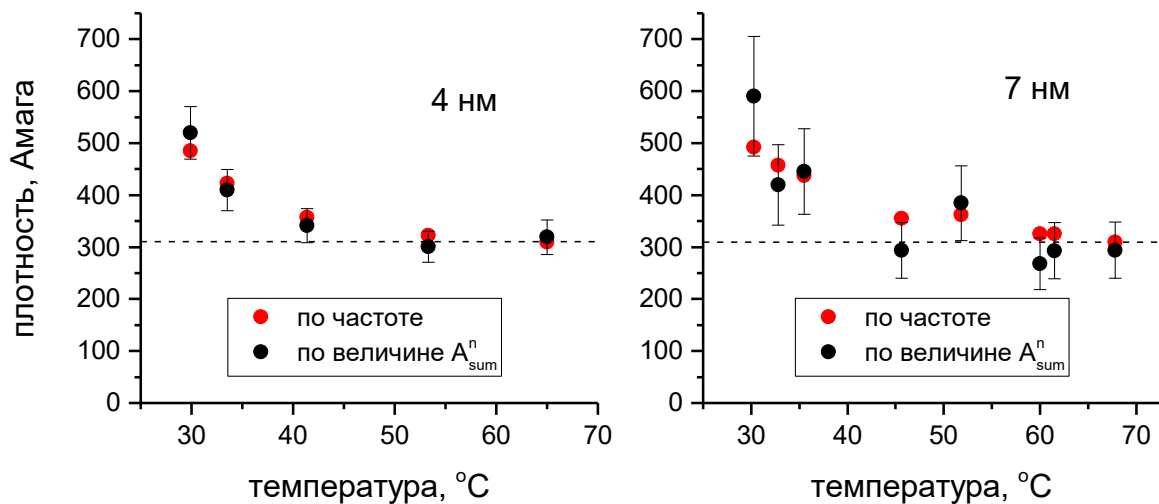 плотность, Амага
700
600
500
400
300
200
100
0
30
40
50
60
70
температура, °C
4 нм
по частоте
по величине A^n_sum
700
600
500
400
300
200
100
0
30
40
50
60
70
температура, °C
7 нм
по частоте
по величине A^n_sum